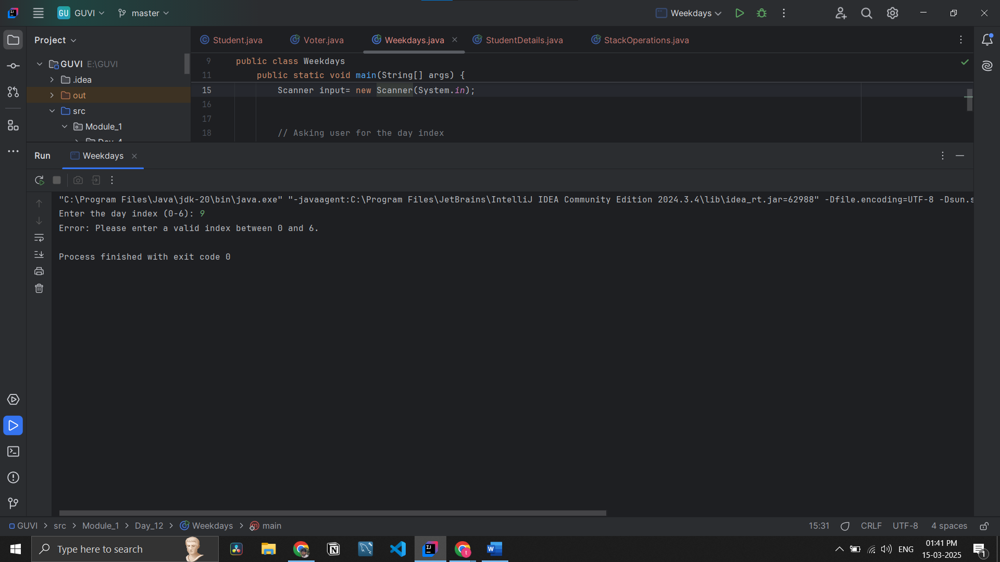 GU GUVI master Weekdays
Project
Student.java Voter.java Weekdays.java StudentDetails.java StackOperations.java
GUVI E:\GUVI
.idea
out
src
Module_1
9 public class Weekdays
11 public static void main(String[] args) {
15 Scanner input= new Scanner(System.in);
16
17
18 // Asking user for the day index
Run Weekdays
"C:\Program Files\Java\jdk-20\bin\java.exe" "-javaagent:C:\Program Files\JetBrains\IntelliJ IDEA Community Edition 2024.3.4\lib\idea_rt.jar=62988" -Dfile.encoding=UTF-8 -Dsun.s
Enter the day index (0-6): 9
Error: Please enter a valid index between 0 and 6.
Process finished with exit code 0
GUVI > src > Module_1 > Day_12 > Weekdays > main
15:31 CRLF UTF-8 4 spaces
Type here to search
ENG
01:41 PM
15-03-2025
1